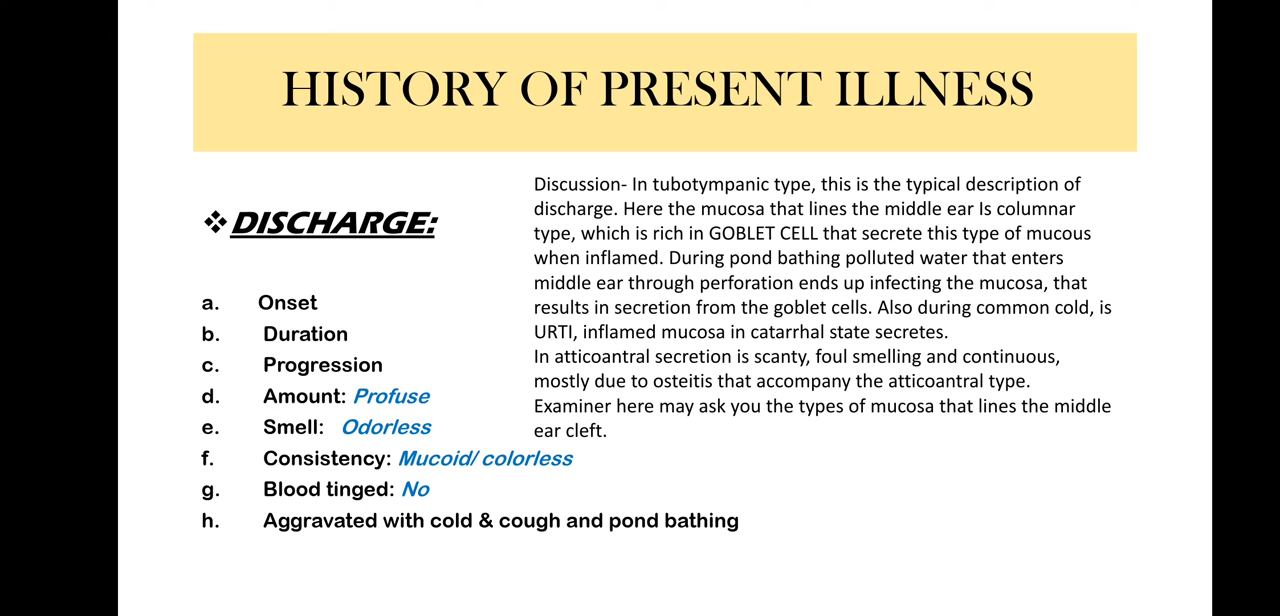 HISTORY OF PRESENT ILLNESS
❖ DISCHARGE:
a. Onset
b. Duration
c. Progression
d. Amount: Profuse
e. Smell: Odorless
f. Consistency: Mucoid/ colorless
g. Blood tinged: No
h. Aggravated with cold & cough and pond bathing
Discussion- In tubotympanic type, this is the typical description of
discharge. Here the mucosa that lines the middle ear Is columnar
type, which is rich in GOBLET CELL that secrete this type of mucous
when inflamed. During pond bathing polluted water that enters
middle ear through perforation ends up infecting the mucosa, that
results in secretion from the goblet cells. Also during common cold, is
URTI, inflamed mucosa in catarrhal state secretes.
In atticoantral secretion is scanty, foul smelling and continuous,
mostly due to osteitis that accompany the atticoantral type.
Examiner here may ask you the types of mucosa that lines the middle
ear cleft.